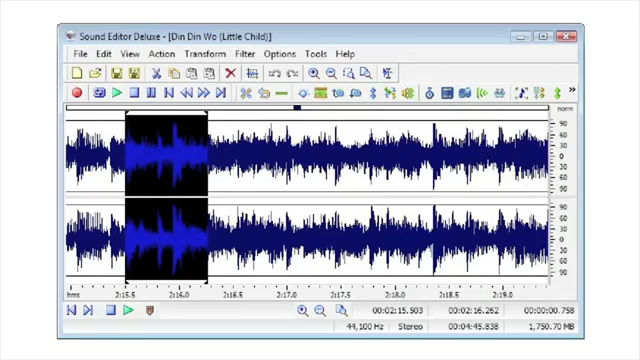 Sound Editor Deluxe - [Din Din Wo (Little Child)]
File Edit View Action Transform Filter Options Tools Help
norm
90
60
30
0
30
60
90
90
60
30
0
30
60
90
hms 2:15.5 2:16.0 2:16.5 2:17.0 2:17.5 2:18.0 2:18.5 2:19.0
00:02:15.503 00:02:16.262 00:00:00.758
44,100 Hz Stereo 00:04:45.838 1,750.70 MB